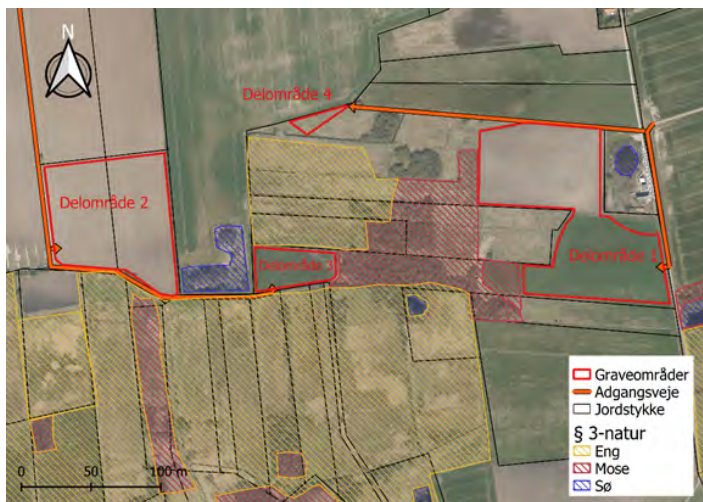 N
Delområde 4
Delområde 2
Delområde 3
Delområde 1
Graveområder
Adgangsveje
Jordstykke
§ 3-natur
Eng
Mose
Sø
0 50 100 m